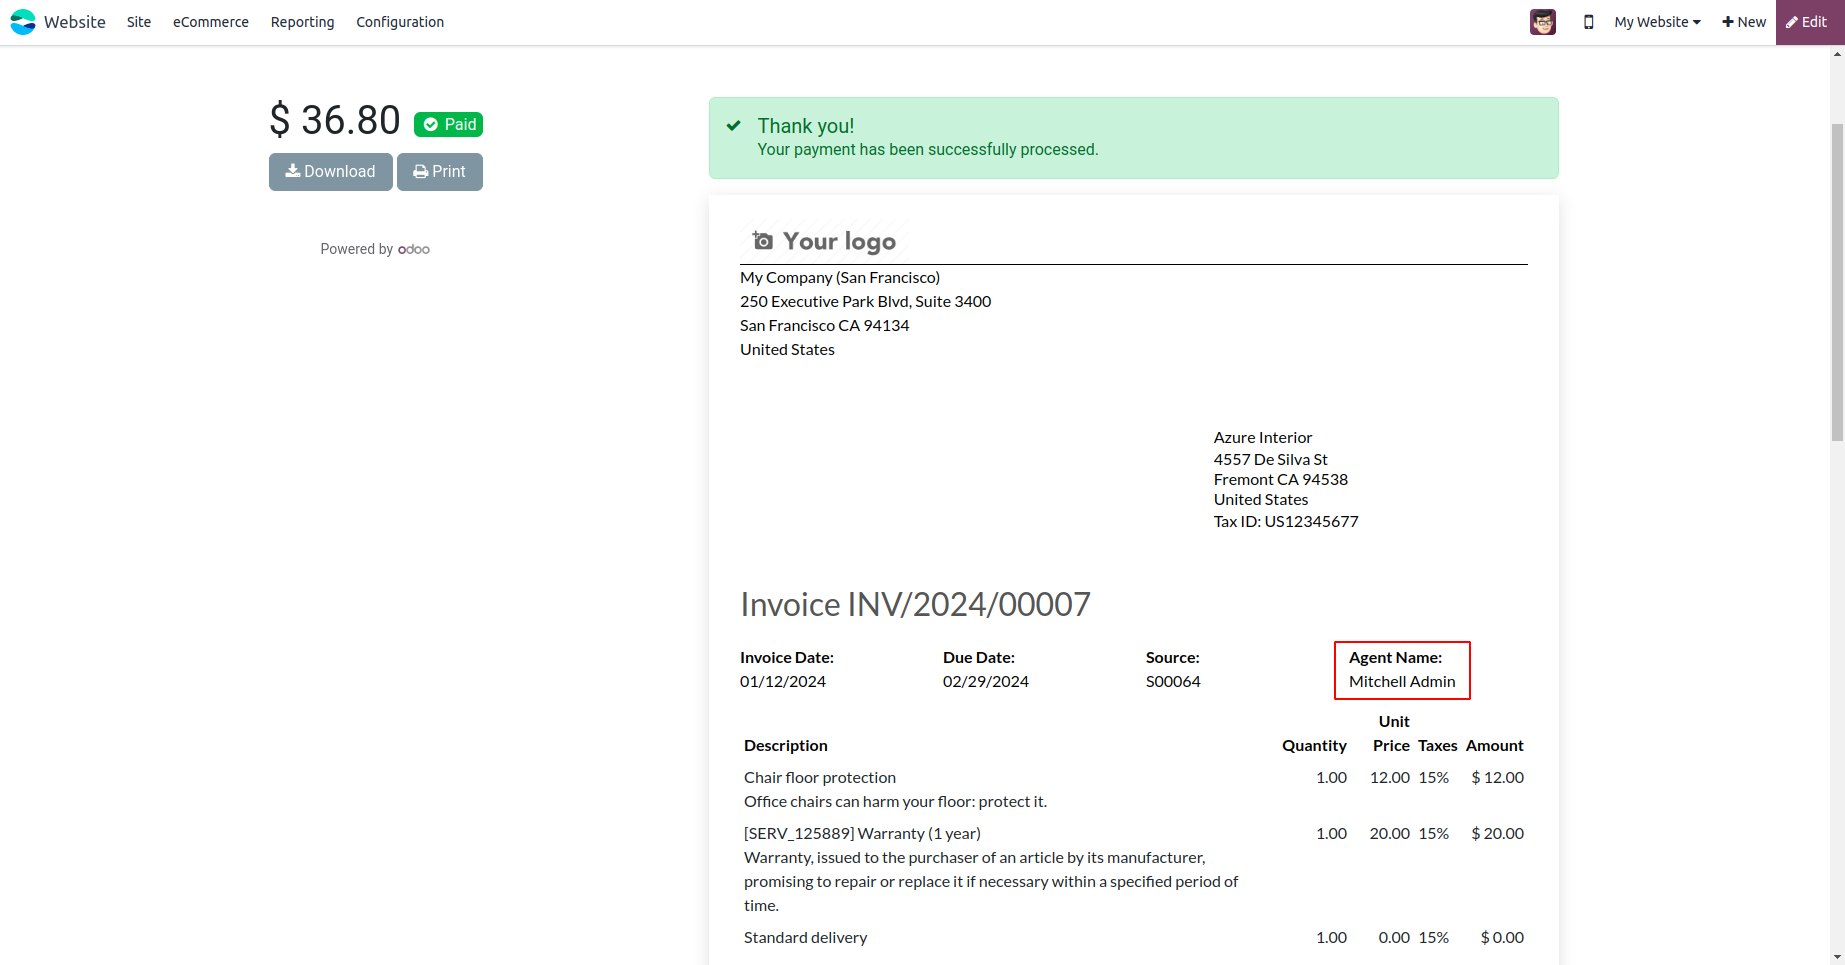 Website Site eCommerce Reporting Configuration My Website New Edit
$ 36.80 Paid
Download Print
Powered by odoo
Thank you!
Your payment has been successfully processed.
Your logo
My Company (San Francisco)
250 Executive Park Blvd, Suite 3400
San Francisco CA 94134
United States
Azure Interior
4557 De Silva St
Fremont CA 94538
United States
Tax ID: US12345677
Invoice INV/2024/00007
Invoice Date: Due Date: Source: Agent Name:
01/12/2024 02/29/2024 S00064 Mitchell Admin
Unit
Description Quantity Price Taxes Amount
Chair floor protection 1.00 12.00 15% $ 12.00
Office chairs can harm your floor: protect it.
[SERV_125889] Warranty (1 year) 1.00 20.00 15% $ 20.00
Warranty, issued to the purchaser of an article by its manufacturer,
promising to repair or replace it if necessary within a specified period of
time.
Standard delivery 1.00 0.00 15% $ 0.00